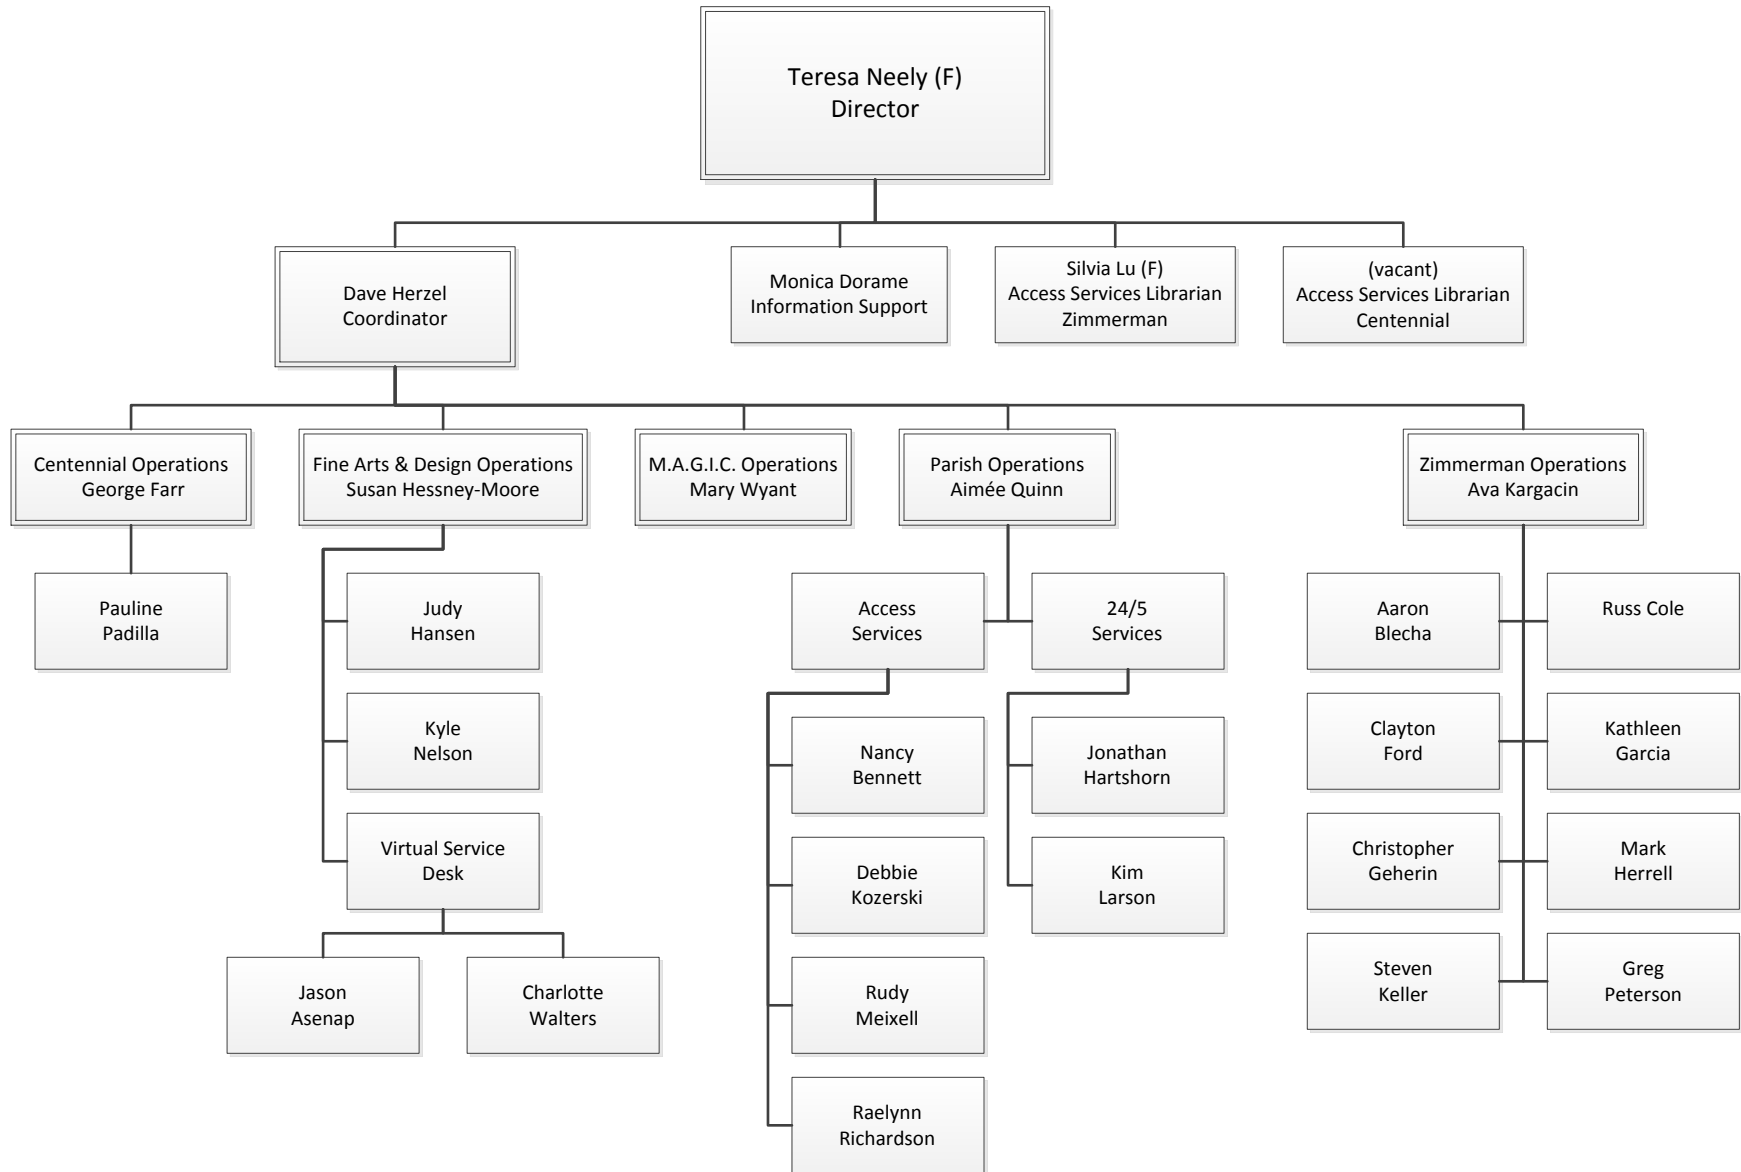 Teresa Neely (F)
Director
Dave Herzel
Coordinator
Monica Dorame
Information Support
Silvia Lu (F)
Access Services Librarian
Zimmerman
(vacant)
Access Services Librarian
Centennial
Centennial Operations
George Farr
Fine Arts & Design Operations
Susan Hessney-Moore
M.A.G.I.C. Operations
Mary Wyant
Parish Operations
Aimée Quinn
Zimmerman Operations
Ava Kargacin
Pauline
Padilla
Judy
Hansen
Kyle
Nelson
Virtual Service
Desk
Jason
Asenap
Charlotte
Walters
Access
Services
24/5
Services
Nancy
Bennett
Debbie
Kozerski
Rudy
Meixell
Raelynn
Richardson
Jonathan
Hartshorn
Kim
Larson
Aaron
Blecha
Russ Cole
Clayton
Ford
Kathleen
Garcia
Christopher
Geherin
Mark
Herrell
Steven
Keller
Greg
Peterson